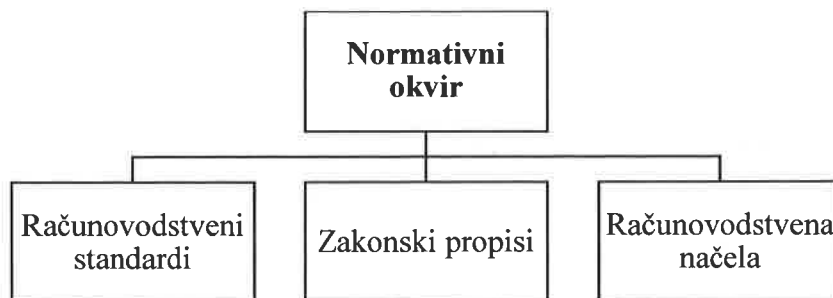 Normativni
okvir
Računovodstveni
standardi
Zakonski propisi
Računovodstvena
načela